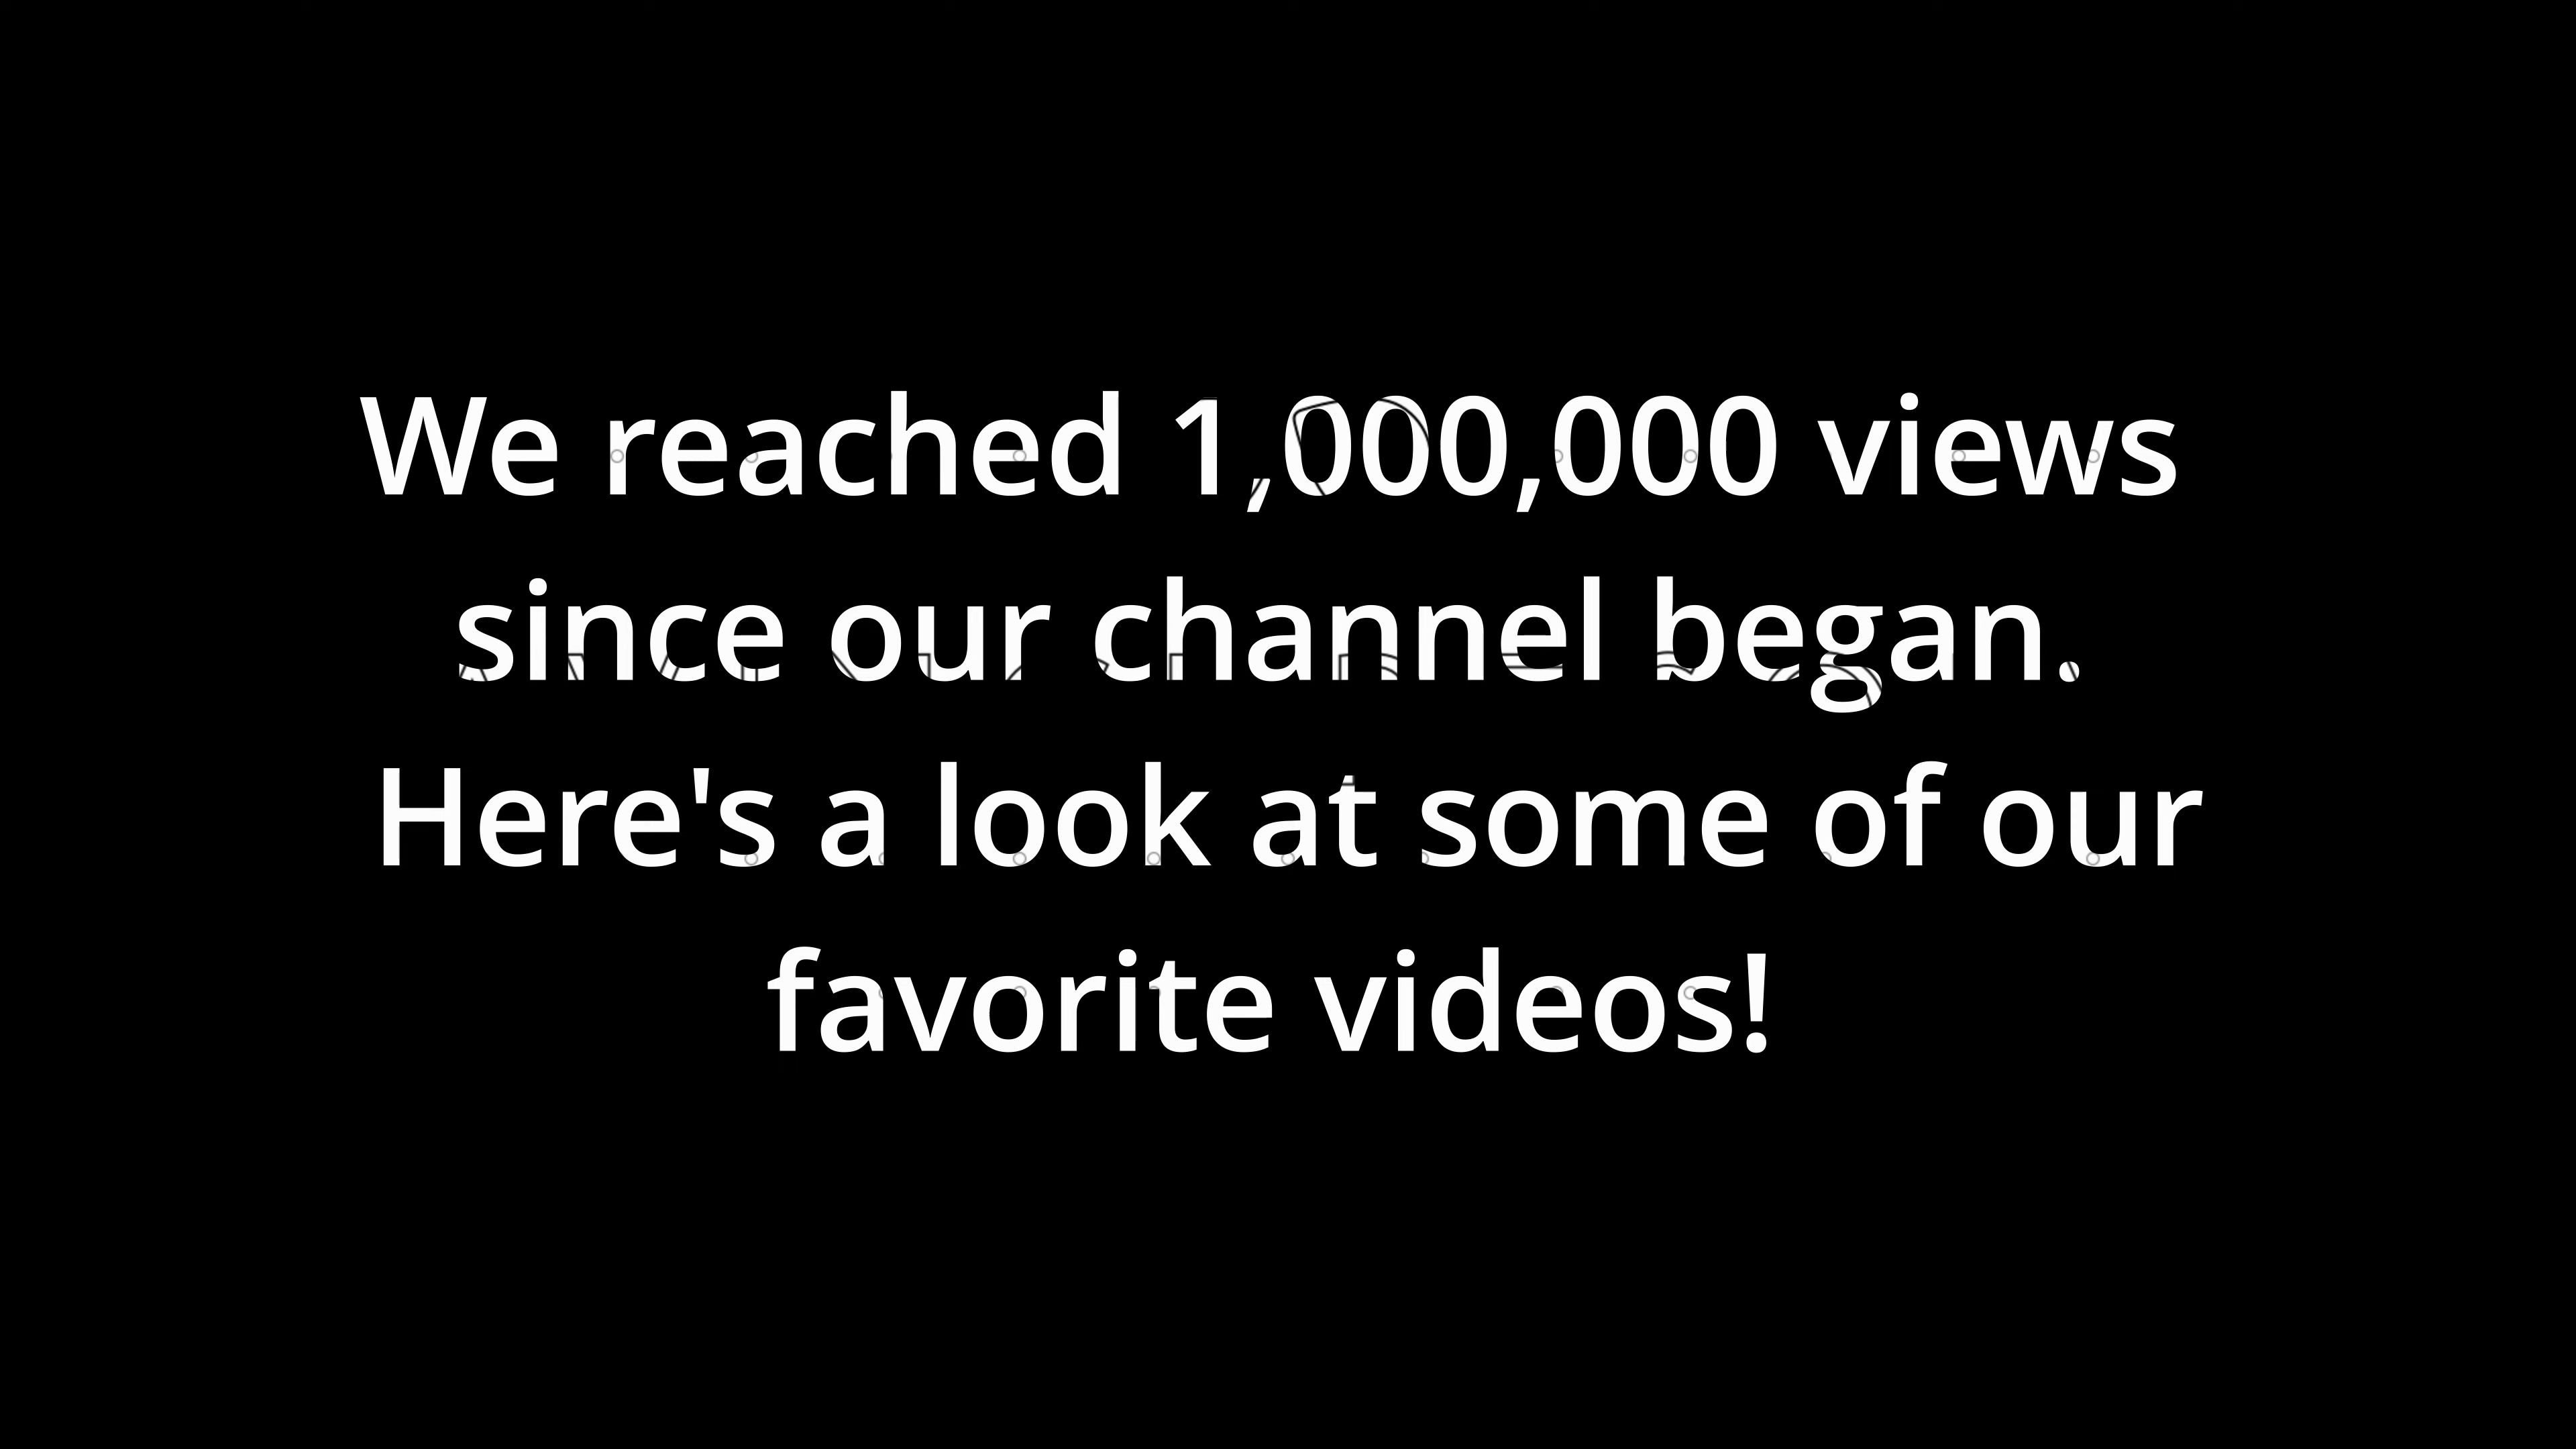 We reached 1,000,000 views
since our channel began.
Here's a look at some of our
favorite videos!